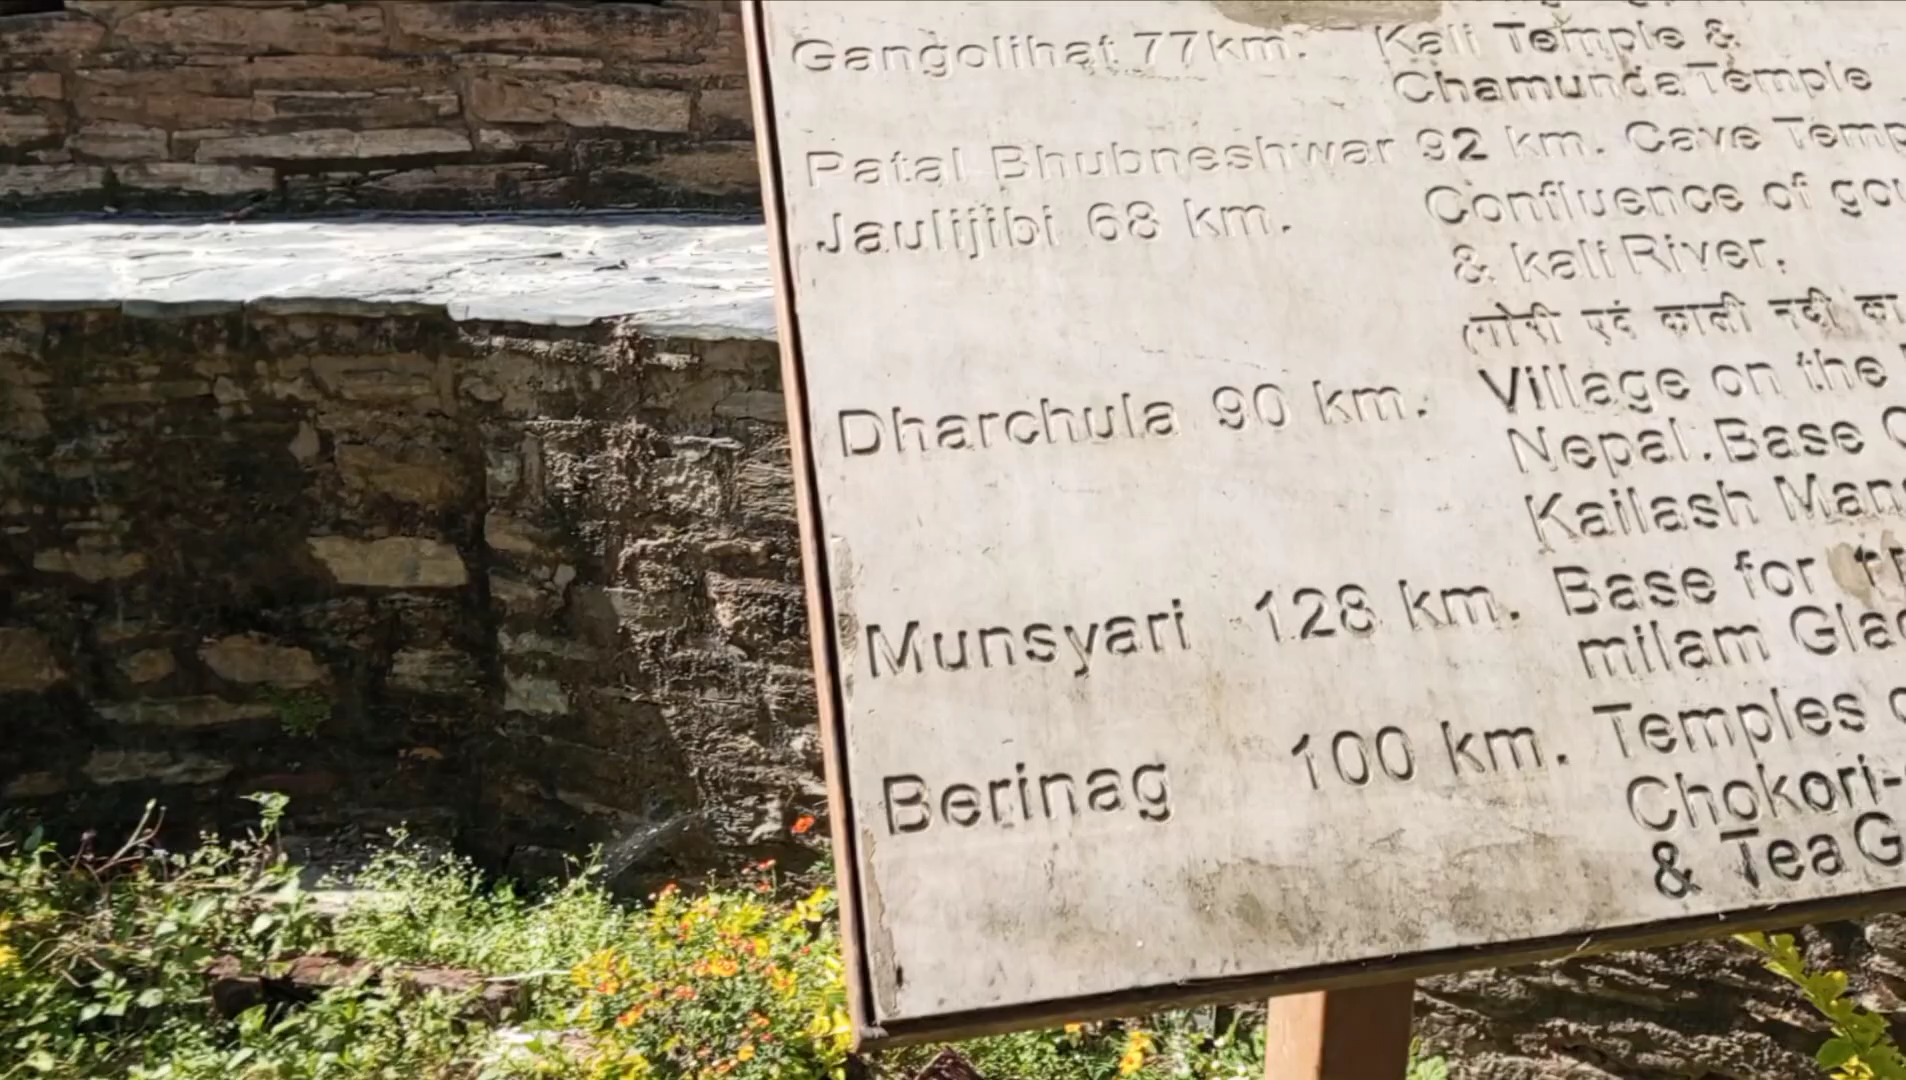 Gangolihat 77km. Kali Temple &
Chamunda Temple
Patal Bhubneshwar 92 km. Cave
Jaulijibi 68 km. Confluence of
& kali River.
(गोरी एवं काली नदी का
Dharchula 90 km. Village on the
Nepal. Base
Kailash
Munsyari 128 km. Base for
milam
Berinag 100 km. Temples
Chokori-
& Tea